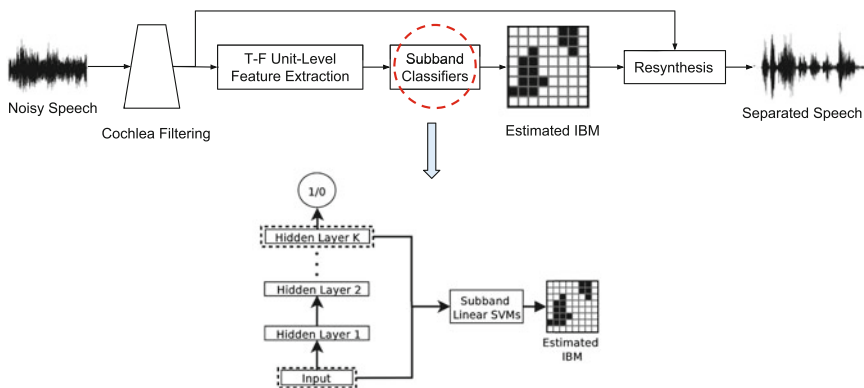 Noisy Speech
Cochlea Filtering
T-F Unit-Level
Feature Extraction
Subband
Classifiers
Estimated IBM
Resynthesis
Separated Speech
1/0
Hidden Layer K
Hidden Layer 2
Hidden Layer 1
Input
Subband
Linear SVMs
Estimated
IBM